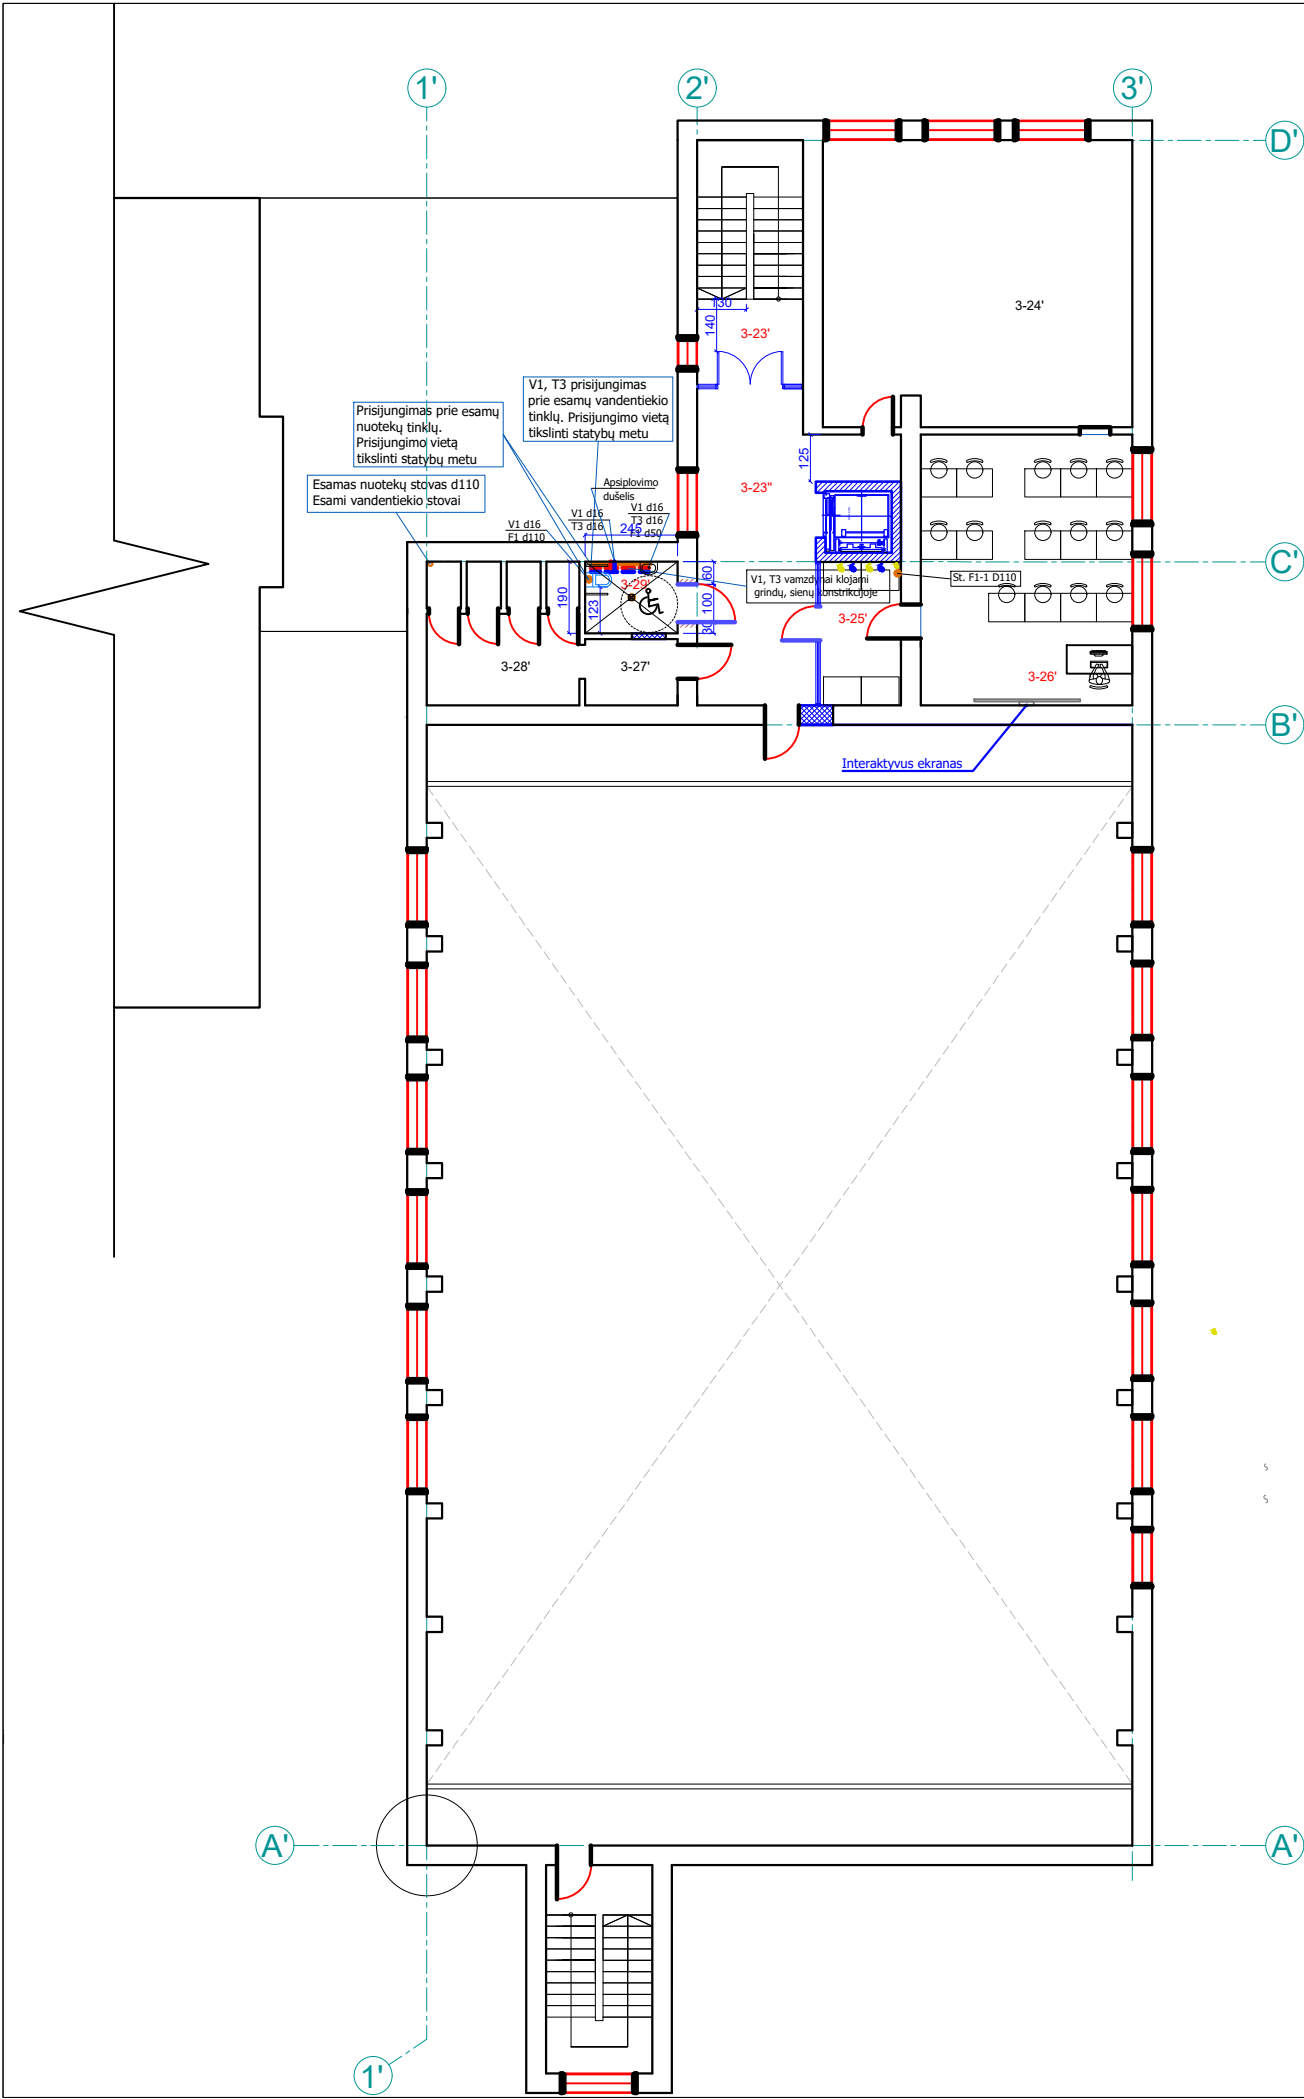 1'
2'
3'
D'
3-24'
130
140
3-23'
V1, T3 prisijungimas
prie esamų vandentiekio
tinklų. Prisijungimo vietą
tikslinti statybų metu
Prisijungimas prie esamų
nuotekų tinklų.
Prisijungimo vietą
tikslinti statybų metu
125
Esamas nuotekų stovas d110
Esami vandentiekio stovai
Apsiplovimo
dušelis
3-23"
V1 d16
T3 d16
F1 d50
V1 d16
T3 d16
V1 d16
F1 d110
245
C'
60
3-29'
V1, T3 vamzdynai klojami
grindų, sienų konstrikcijoje
St. F1-1 D110
190
123
100
30
3-25'
3-28'
3-27'
3-26'
B'
Interaktyvus ekranas
A'
A'
1'